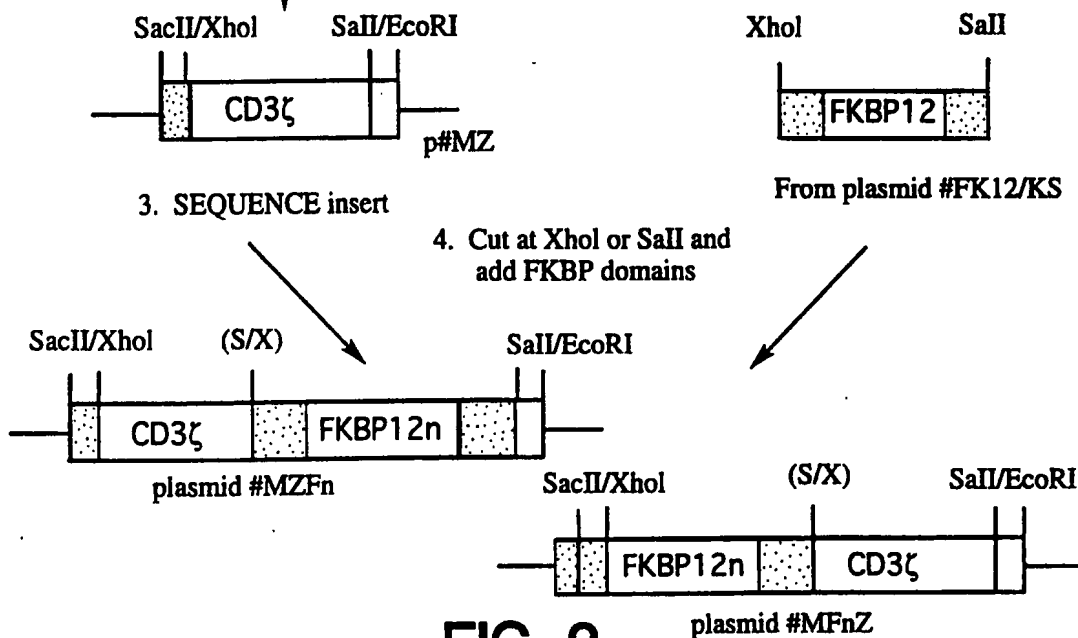 SacII/XhoI SalI/EcoRI XhoI SalI
CD3ζ FKBP12
p#MZ
From plasmid #FK12/KS
3. SEQUENCE insert
4. Cut at XhoI or SalI and
add FKBP domains
SacII/XhoI (S/X) SalI/EcoRI
CD3ζ FKBP12n
plasmid #MZFn
SacII/XhoI (S/X) SalI/EcoRI
FKBP12n CD3ζ
plasmid #MFnZ